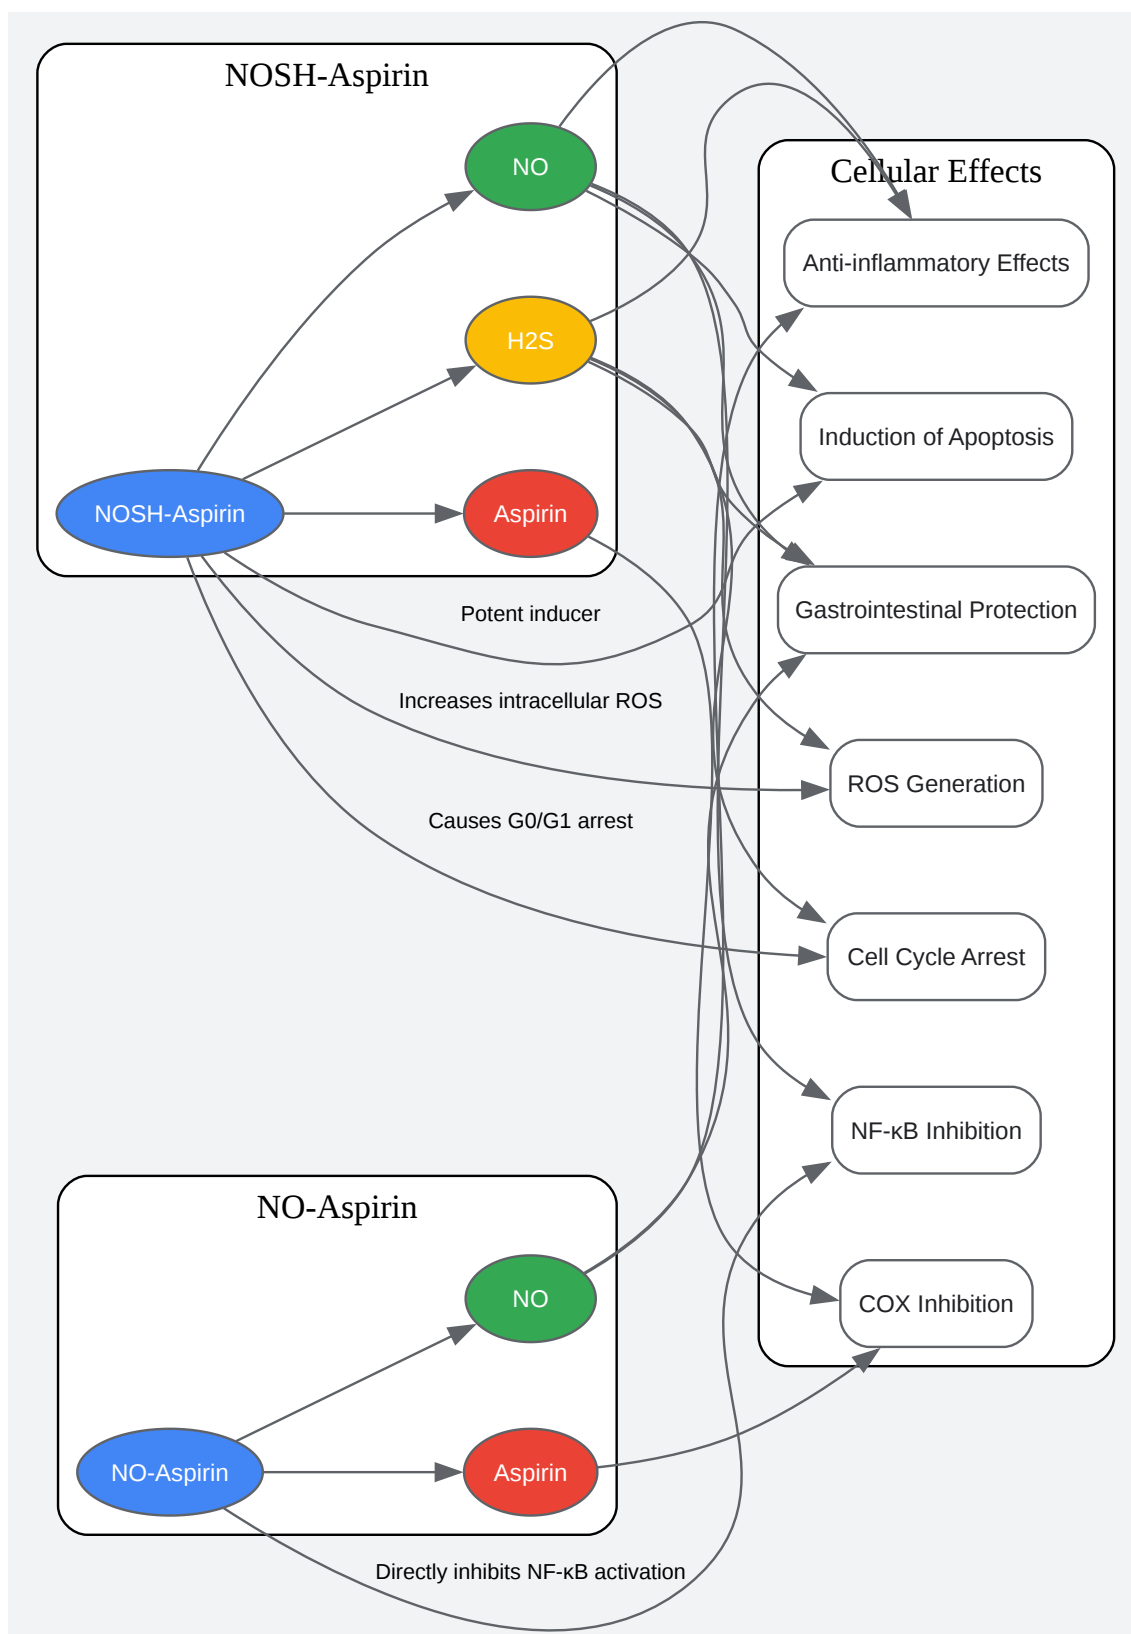 NOSH-Aspirin
NO
H2S
NOSH-Aspirin
Aspirin
Potent inducer
Increases intracellular ROS
Causes G0/G1 arrest
Cellular Effects
Anti-inflammatory Effects
Induction of Apoptosis
Gastrointestinal Protection
ROS Generation
Cell Cycle Arrest
NF-κB Inhibition
COX Inhibition
NO-Aspirin
NO
NO-Aspirin
Aspirin
Directly inhibits NF-κB activation